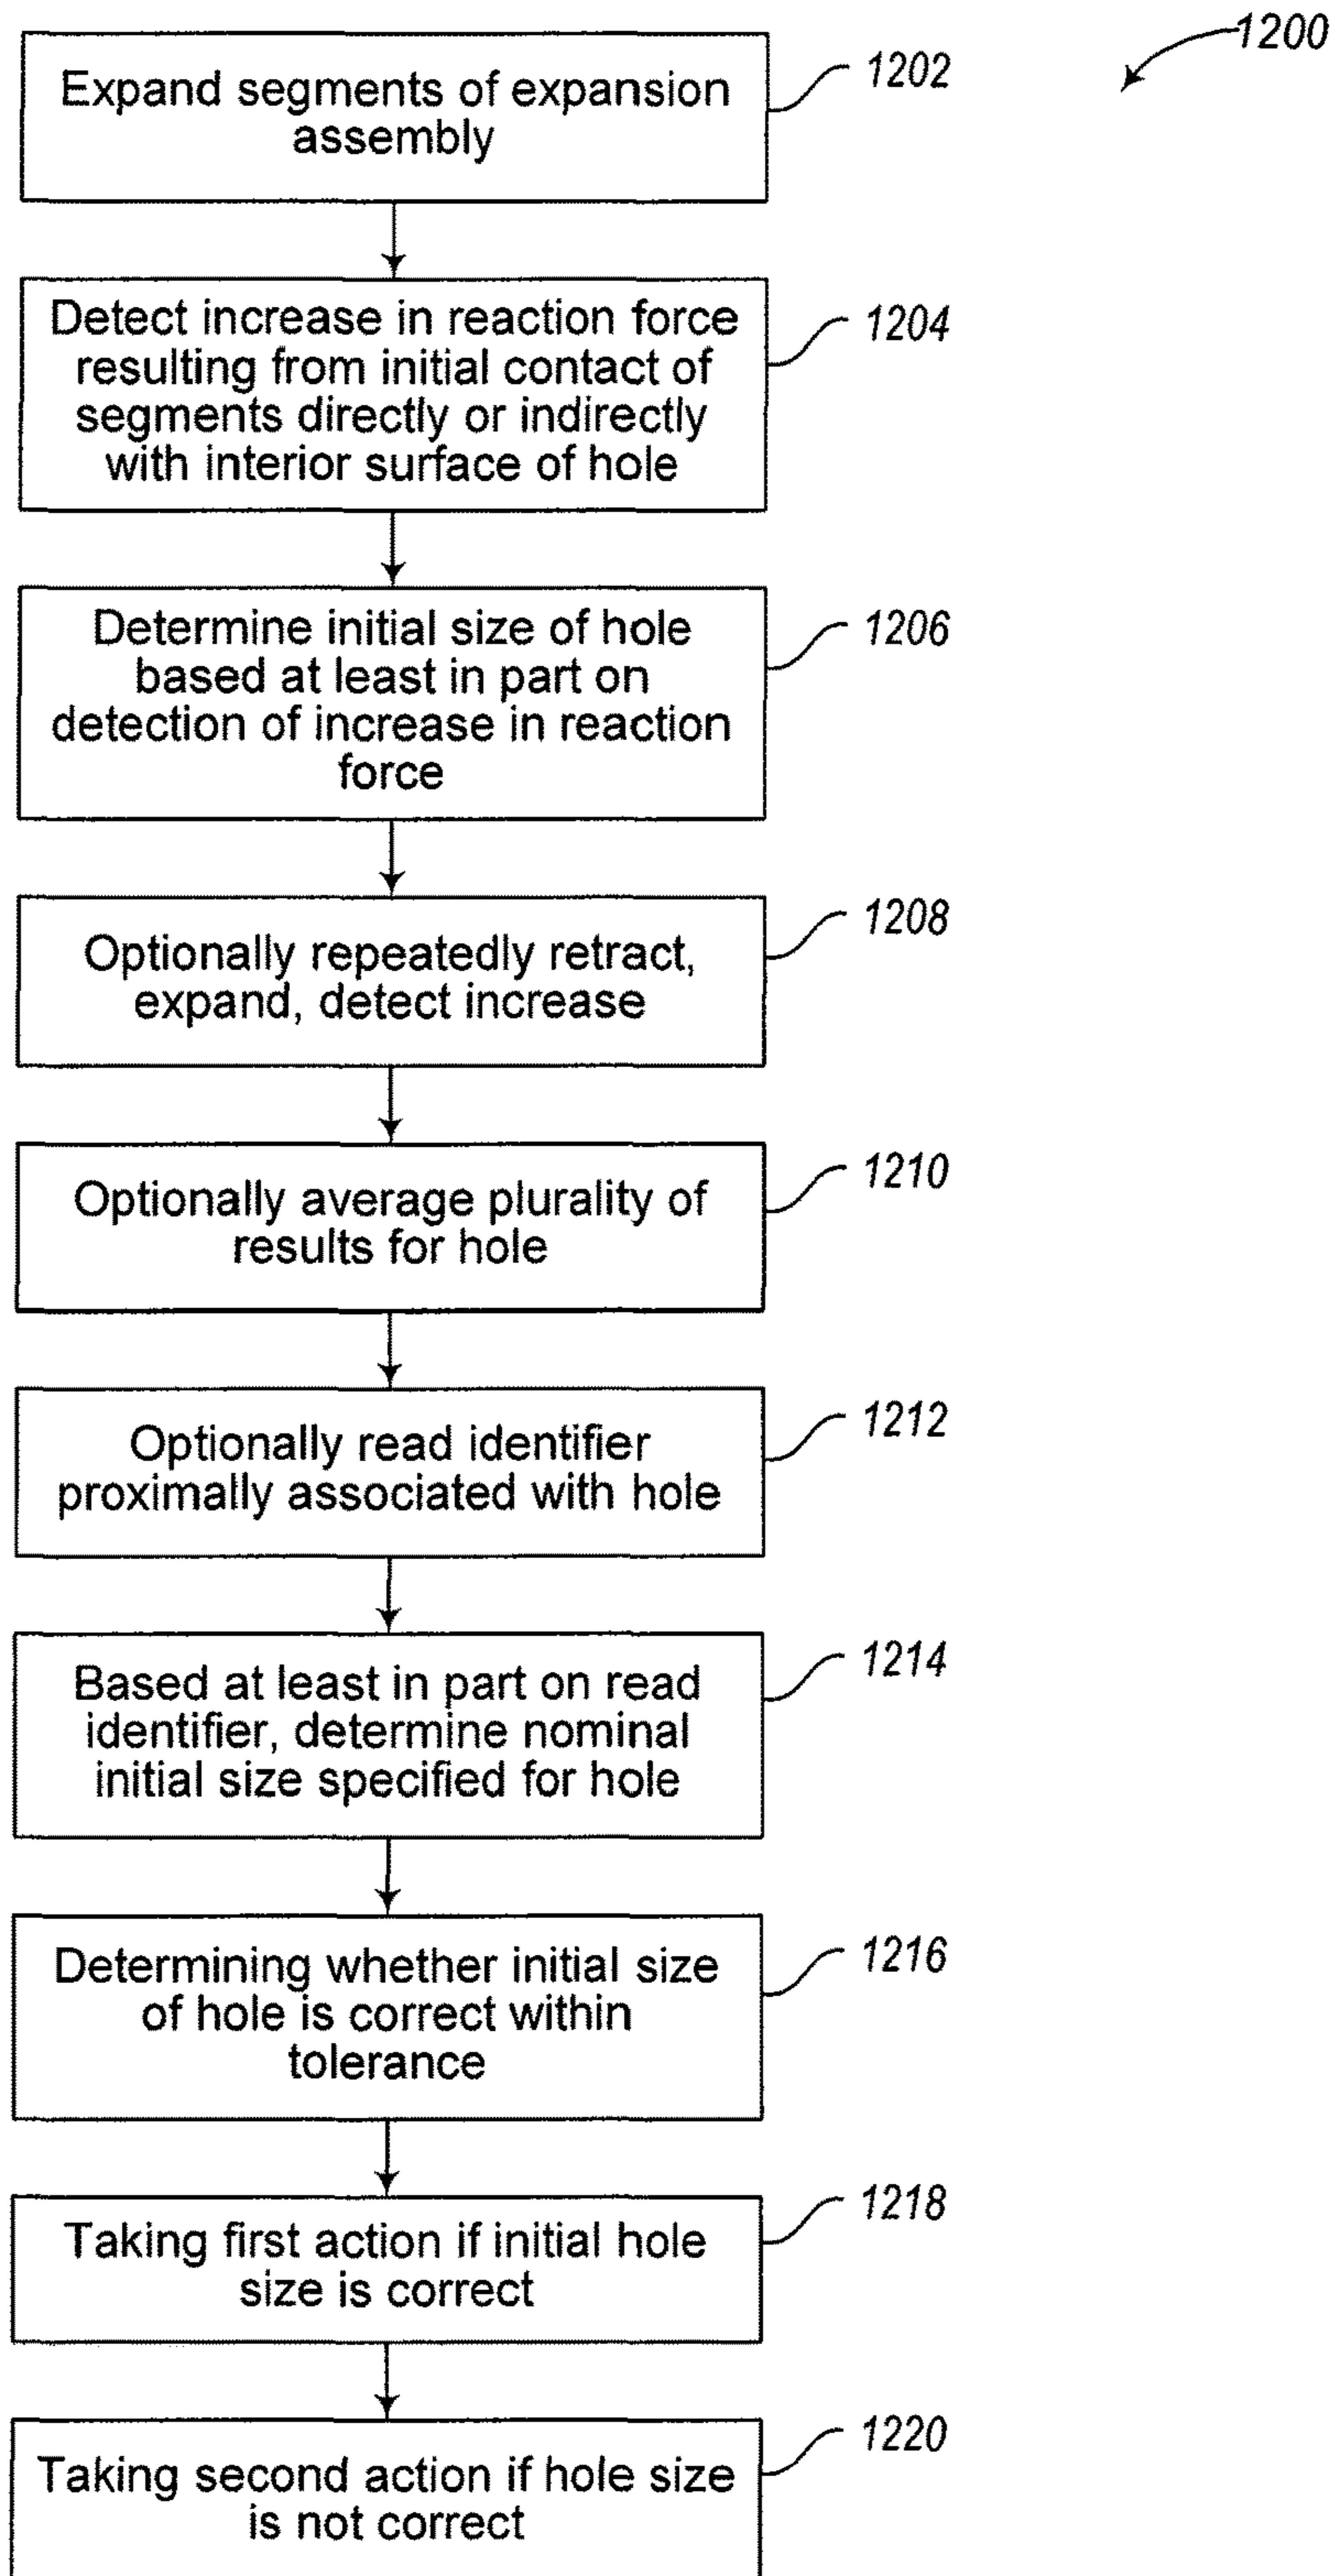 1200
Expand segments of expansion
assembly
1202
Detect increase in reaction force
resulting from initial contact of
segments directly or indirectly
with interior surface of hole
1204
Determine initial size of hole
based at least in part on
detection of increase in reaction
force
1206
Optionally repeatedly retract,
expand, detect increase
1208
Optionally average plurality of
results for hole
1210
Optionally read identifier
proximally associated with hole
1212
Based at least in part on read
identifier, determine nominal
initial size specified for hole
1214
Determining whether initial size
of hole is correct within
tolerance
1216
Taking first action if initial hole
size is correct
1218
Taking second action if hole size
is not correct
1220